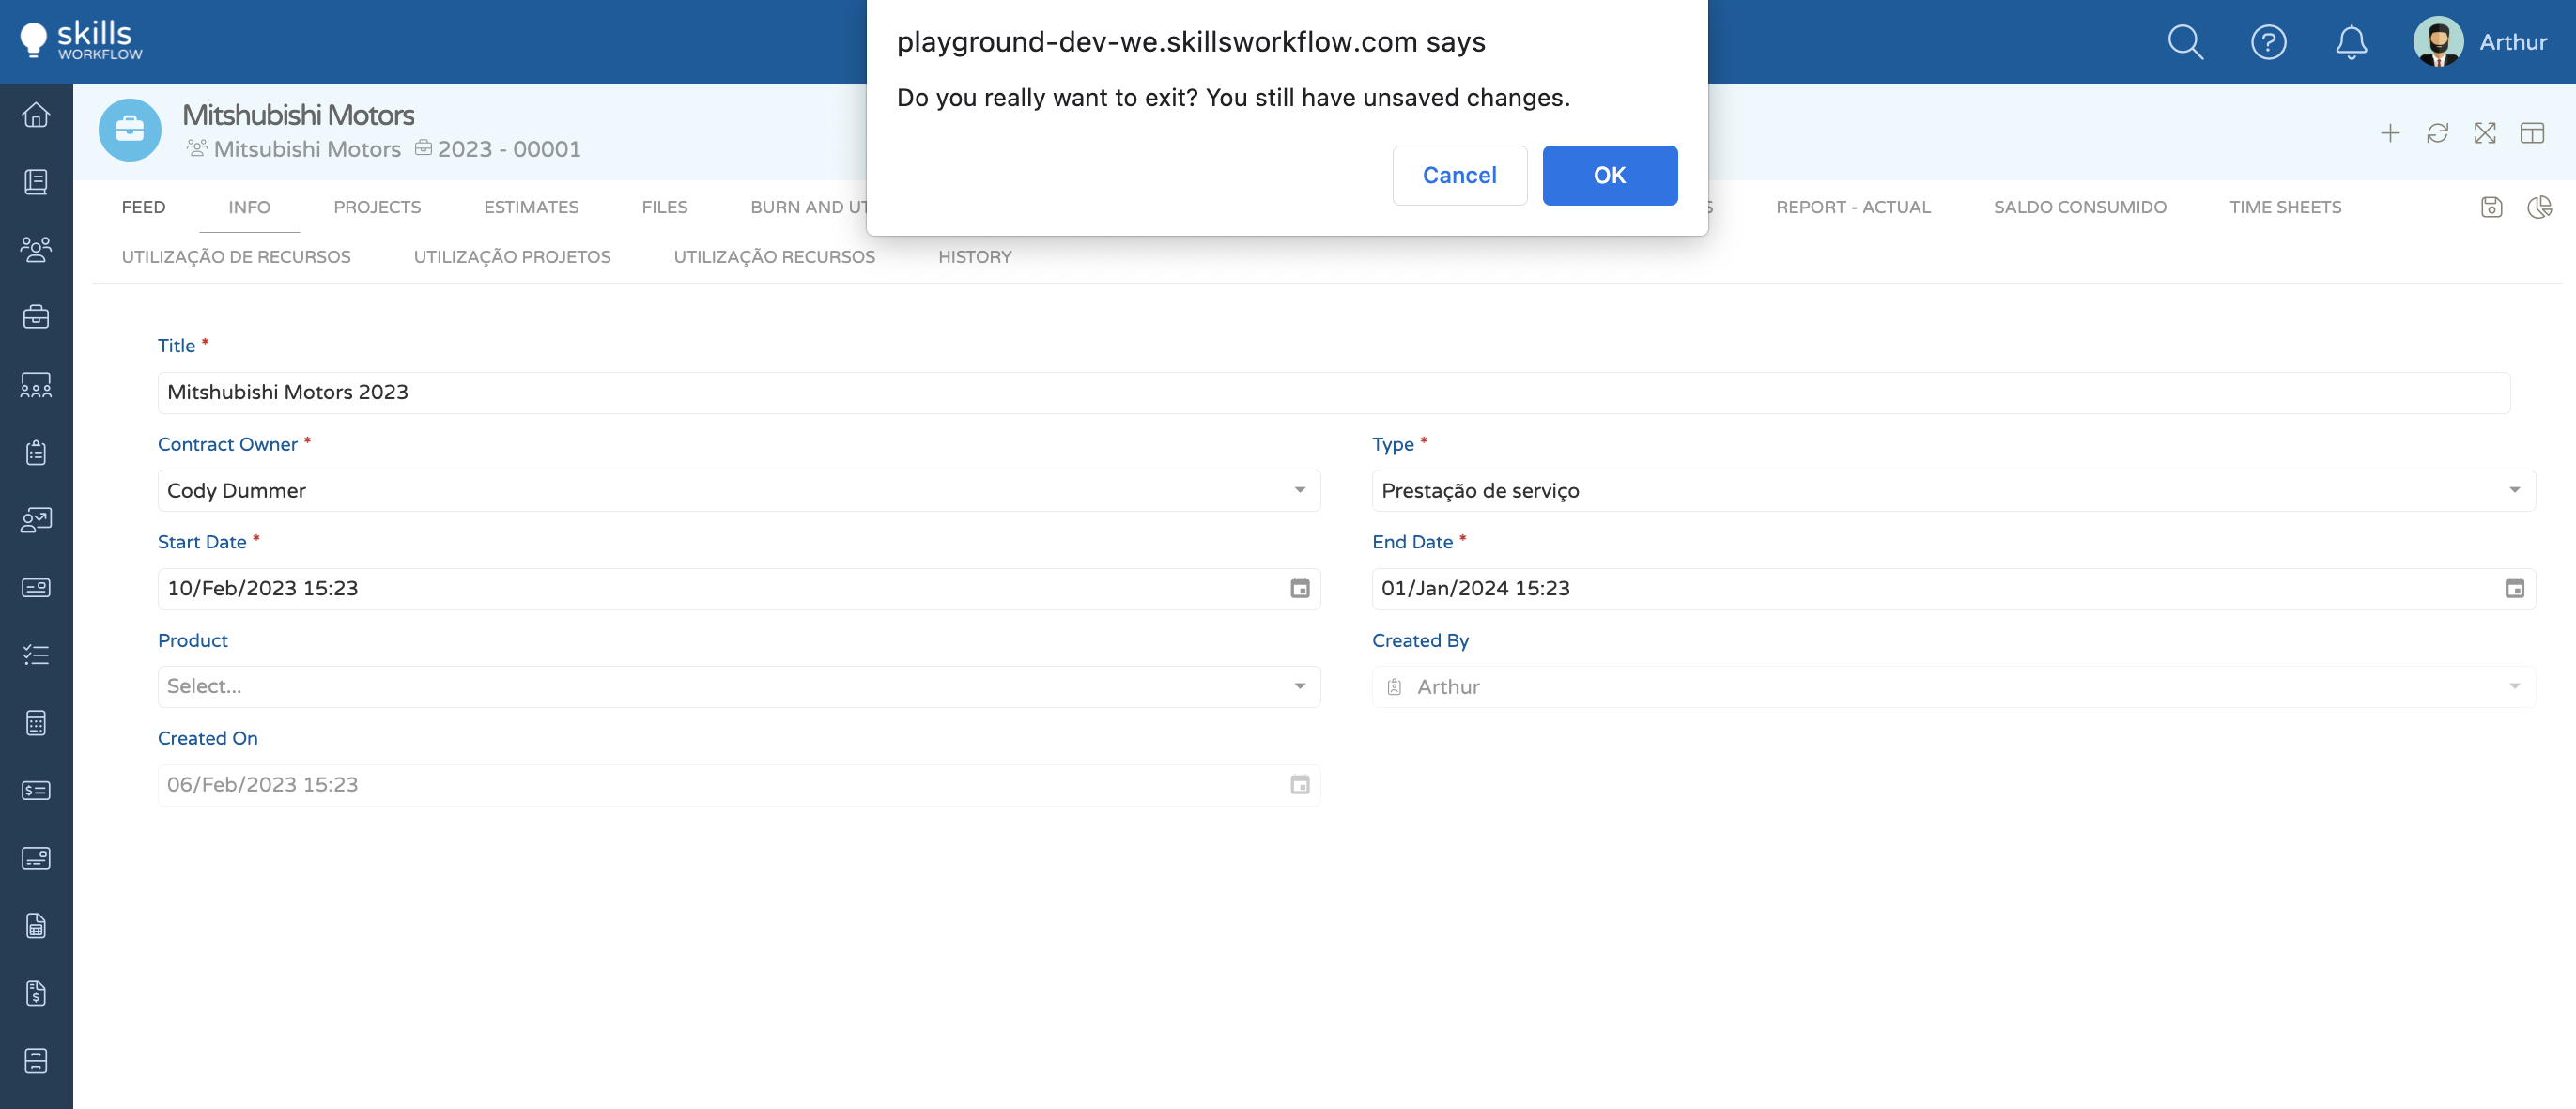 skills
WORKFLOW
playground-dev-we.skillsworkflow.com says
Do you really want to exit? You still have unsaved changes.
Cancel
OK
Arthur
Mitshubishi Motors
Mitsubishi Motors 2023 - 00001
FEED INFO PROJECTS ESTIMATES FILES BURN AND UT S REPORT - ACTUAL SALDO CONSUMIDO TIME SHEETS
UTILIZAÇÃO DE RECURSOS UTILIZAÇÃO PROJETOS UTILIZAÇÃO RECURSOS HISTORY
Title *
Mitshubishi Motors 2023
Contract Owner * Type *
Cody Dummer Prestação de serviço
Start Date * End Date *
10/Feb/2023 15:23 01/Jan/2024 15:23
Product Created By
Select... Arthur
Created On
06/Feb/2023 15:23